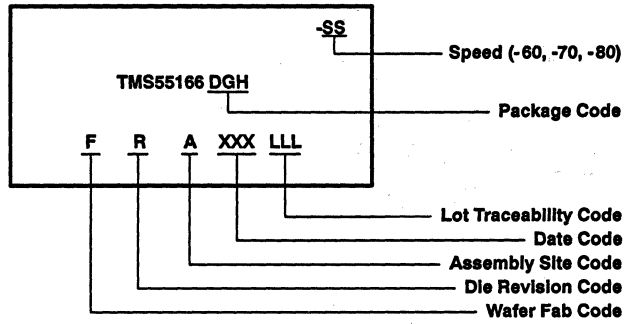 -SS
Speed (-60, -70, -80)
TMS55166 DGH
Package Code
F R A XXX LLL
Lot Traceability Code
Date Code
Assembly Site Code
Die Revision Code
Wafer Fab Code